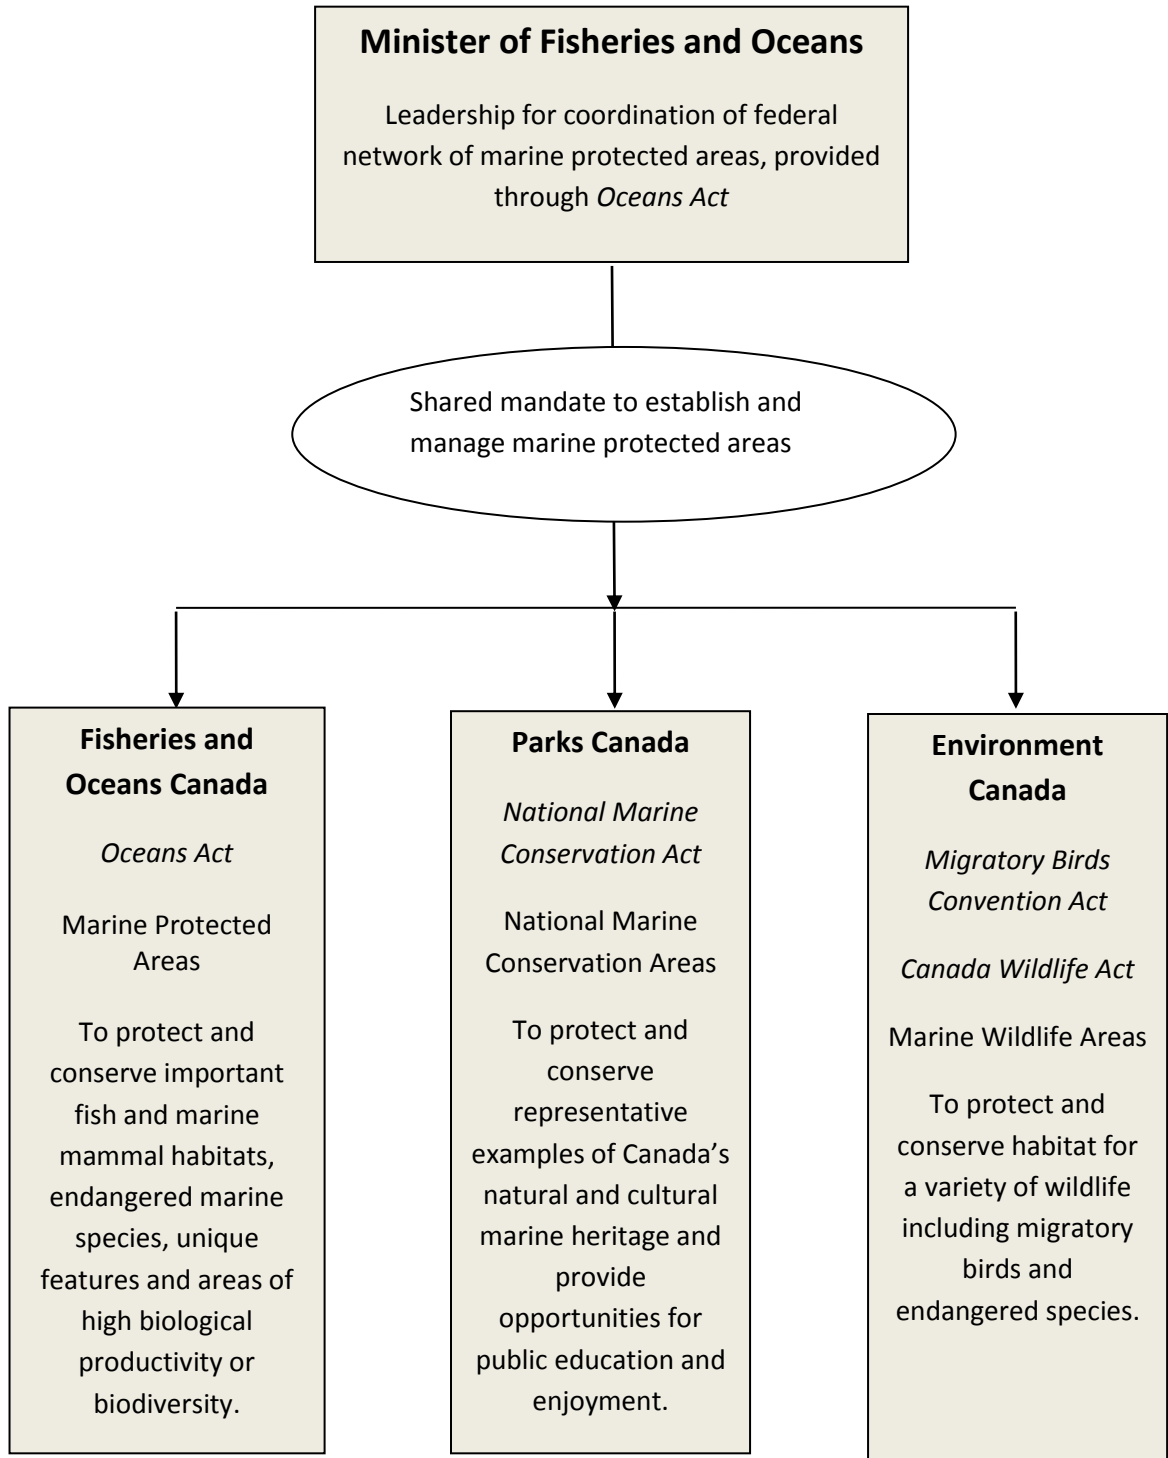 Minister of Fisheries and Oceans
Leadership for coordination of federal
network of marine protected areas, provided
through Oceans Act
Shared mandate to establish and
manage marine protected areas
Fisheries and
Oceans Canada
Oceans Act
Marine Protected
Areas
To protect and
conserve important
fish and marine
mammal habitats,
endangered marine
species, unique
features and areas of
high biological
productivity or
biodiversity.
Parks Canada
National Marine
Conservation Act
National Marine
Conservation Areas
To protect and
conserve
representative
examples of Canada’s
natural and cultural
marine heritage and
provide
opportunities for
public education and
enjoyment.
Environment
Canada
Migratory Birds
Convention Act
Canada Wildlife Act
Marine Wildlife Areas
To protect and
conserve habitat for
a variety of wildlife
including migratory
birds and
endangered species.